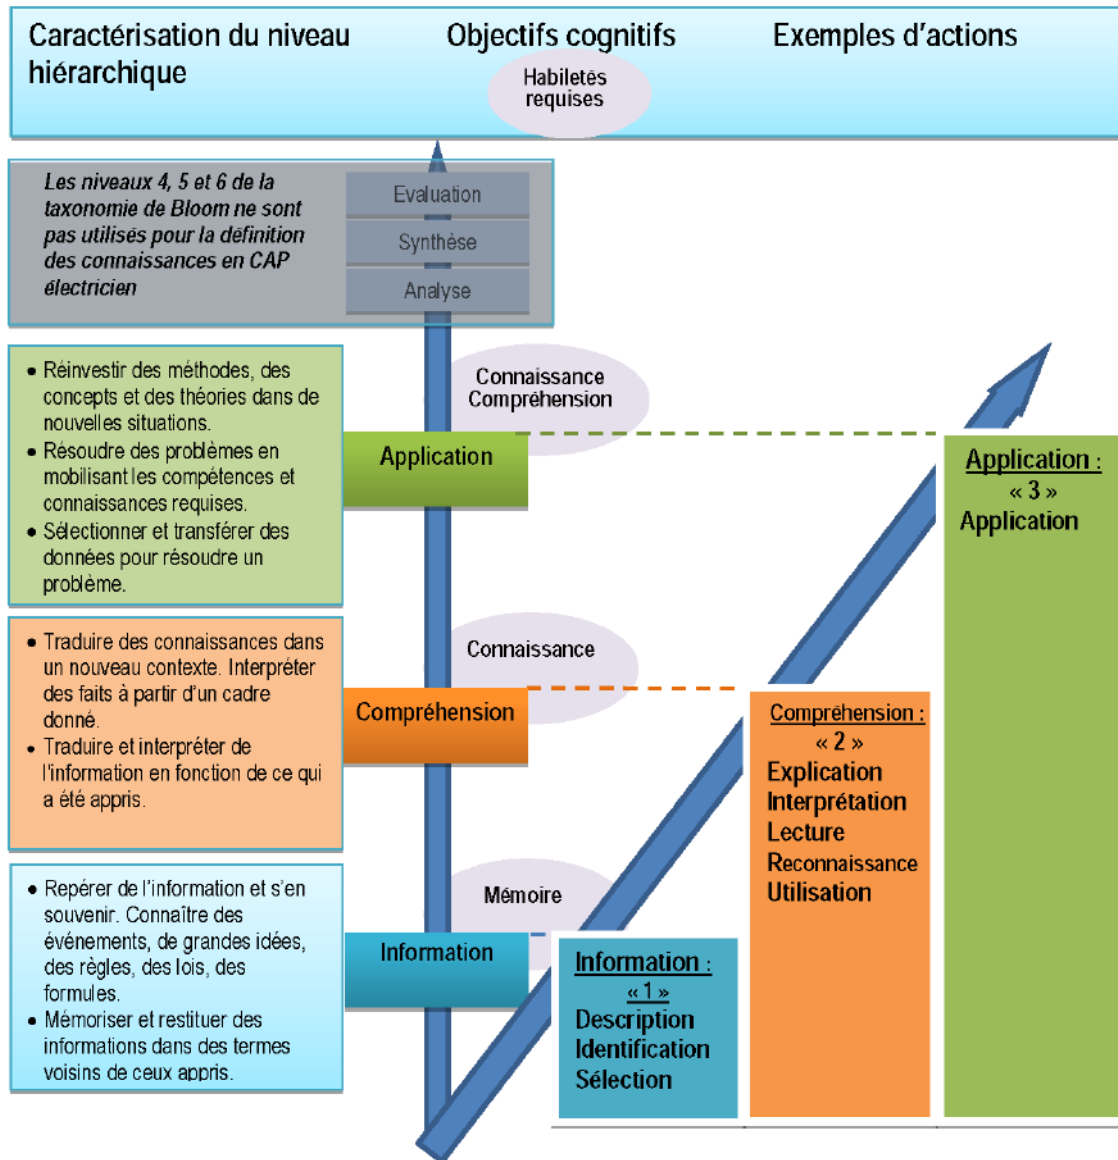 Caractérisation du niveau
hiérarchique
Objectifs cognitifs
Habiletés
requises
Exemples d'actions
Les niveaux 4, 5 et 6 de la
taxonomie de Bloom ne sont
pas utilisés pour la définition
des connaissances en CAP
électricien
Evaluation
Synthèse
Analyse
• Réinvestir des méthodes, des
concepts et des théories dans de
nouvelles situations.
• Résoudre des problèmes en
mobilisant les compétences et
connaissances requises.
• Sélectionner et transférer des
données pour résoudre un
problème.
Connaissance
Compréhension
Application
Application :
« 3 »
Application
• Traduire des connaissances dans
un nouveau contexte. Interpréter
des faits à partir d'un cadre
donné.
• Traduire et interpréter de
l'information en fonction de ce qui
a été appris.
Connaissance
Compréhension
Compréhension :
« 2 »
Explication
Interprétation
Lecture
Reconnaissance
Utilisation
• Repérer de l'information et s'en
souvenir. Connaître des
événements, de grandes idées,
des règles, des lois, des
formules.
• Mémoriser et restituer des
informations dans des termes
voisins de ceux appris.
Mémoire
Information
Information :
« 1 »
Description
Identification
Sélection